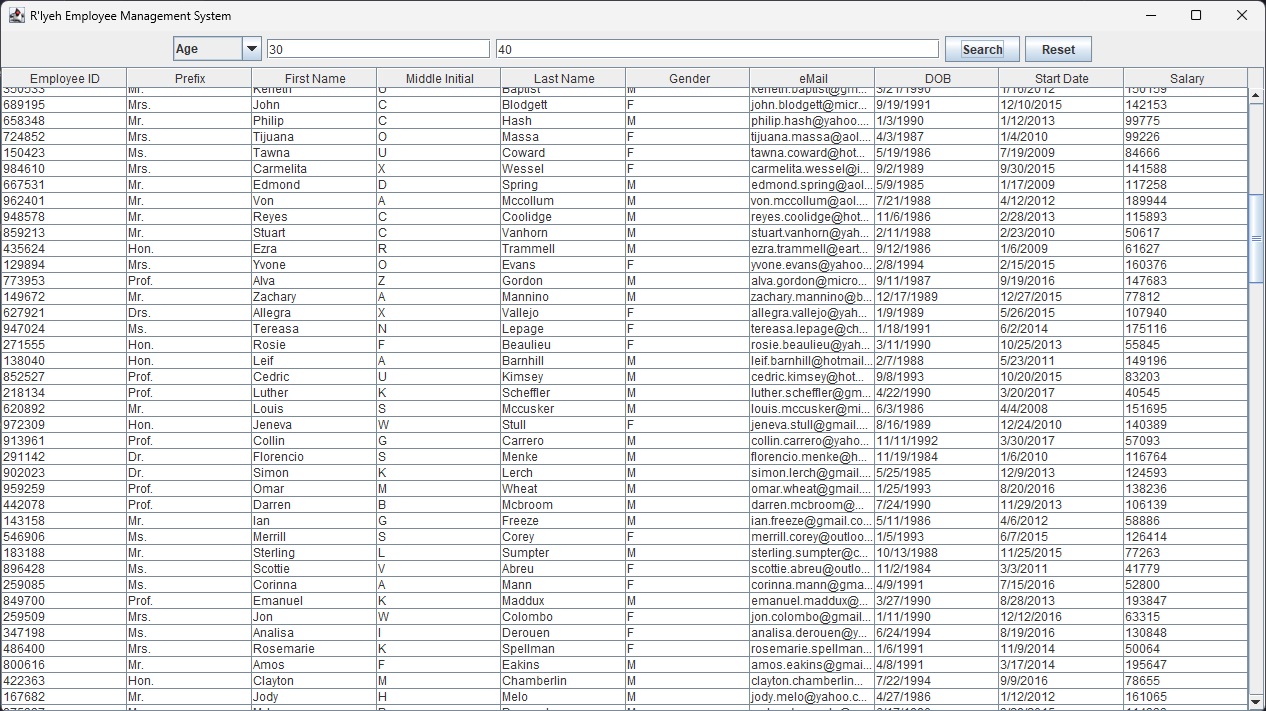 R'lyeh Employee Management System
Age 30 40 Search Reset
Employee ID Prefix First Name Middle Initial Last Name Gender eMail DOB Start Date Salary
350533 Mr. Keneth O Baptist M keneth.baptist@gm... 3/21/1990 1/16/2012 150159
689195 Mrs. John C Blodgett F john.blodgett@micr... 9/19/1991 12/10/2015 142153
658348 Mr. Philip C Hash M philip.hash@yahoo.... 1/3/1990 1/12/2013 99775
724852 Mrs. Tijuana O Massa F tijuana.massa@aol.... 4/3/1987 1/4/2010 99226
150423 Ms. Tawna U Coward F tawna.coward@hot... 5/19/1986 7/19/2009 84666
984610 Mrs. Carmelita X Wessel F carmelita.wessel@i... 9/2/1989 9/30/2015 141588
667531 Mr. Edmond D Spring M edmond.spring@aol... 5/9/1985 1/17/2009 117258
962401 Mr. Von A Mccollum M von.mccollum@aol.... 7/21/1988 4/12/2012 189944
948578 Mr. Reyes C Coolidge M reyes.coolidge@hot... 11/6/1986 2/28/2013 115893
859213 Mr. Stuart C Vanhorn M stuart.vanhorn@yah... 2/11/1988 2/23/2010 50617
435624 Hon. Ezra R Trammell M ezra.trammell@eart... 9/12/1986 1/6/2009 61627
129894 Mrs. Yvone O Evans F yvone.evans@yahoo... 2/8/1994 2/15/2015 160376
773953 Prof. Alva Z Gordon M alva.gordon@micro... 9/11/1987 9/19/2016 147683
149672 Mr. Zachary A Mannino M zachary.mannino@b... 12/17/1989 12/27/2015 77812
627921 Drs. Allegra X Vallejo F allegra.vallejo@yah... 1/9/1989 5/26/2015 107940
947024 Ms. Tereasa N Lepage F tereasa.lepage@ch... 1/18/1991 6/2/2014 175116
271555 Hon. Rosie F Beaulieu F rosie.beaulieu@yah... 3/11/1990 10/25/2013 55845
138040 Hon. Leif A Barnhill M leif.barnhill@hotmail... 2/7/1988 5/23/2011 149196
852527 Prof. Cedric U Kimsey M cedric.kimsey@hot... 9/8/1993 10/20/2015 83203
218134 Prof. Luther K Scheffler M luther.scheffler@gm... 4/22/1990 3/20/2017 40545
620892 Mr. Louis S Mccusker M louis.mccusker@mi... 6/3/1986 4/4/2008 151695
972309 Hon. Jeneva W Stull F jeneva.stull@gmail.... 8/16/1989 12/24/2010 140389
913961 Prof. Collin G Carrero M collin.carrero@yaho... 11/11/1992 3/30/2017 57093
291142 Dr. Florencio S Menke M florencio.menke@h... 11/19/1984 1/6/2010 116764
902023 Dr. Simon K Lerch M simon.lerch@gmail.... 5/25/1985 12/9/2013 124593
959259 Prof. Omar M Wheat M omar.wheat@gmail.... 1/25/1993 8/20/2016 138236
442078 Prof. Darren B Mcbroom M darren.mcbroom@... 7/24/1990 11/29/2013 106139
143158 Mr. Ian G Freeze M ian.freeze@gmail.co... 5/11/1986 4/6/2012 58886
546906 Ms. Merrill S Corey F merrill.corey@outloo... 1/5/1993 6/7/2015 126414
183188 Mr. Sterling L Sumpter M sterling.sumpter@c... 10/13/1988 11/25/2015 77263
896428 Ms. Scottie V Abreu F scottie.abreu@outlo... 11/2/1984 3/3/2011 41779
259085 Ms. Corinna A Mann F corinna.mann@gma... 4/9/1991 7/15/2016 52800
849700 Prof. Emanuel K Maddux M emanuel.maddux@... 3/27/1990 8/28/2013 193847
259509 Mrs. Jon W Colombo F jon.colombo@gmail... 1/11/1990 12/12/2016 63315
347198 Ms. Analisa I Derouen F analisa.derouen@y... 6/24/1994 8/19/2016 130848
486400 Mrs. Rosemarie K Spellman F rosemarie.spellman... 1/6/1991 11/9/2014 50064
800616 Mr. Amos F Eakins M amos.eakins@gmai... 4/8/1991 3/17/2014 195647
422363 Hon. Clayton M Chamberlin M clayton.chamberlin... 7/22/1994 9/9/2016 78655
167682 Mr. Jody H Melo M jody.melo@yahoo.c... 4/27/1986 1/12/2012 161065